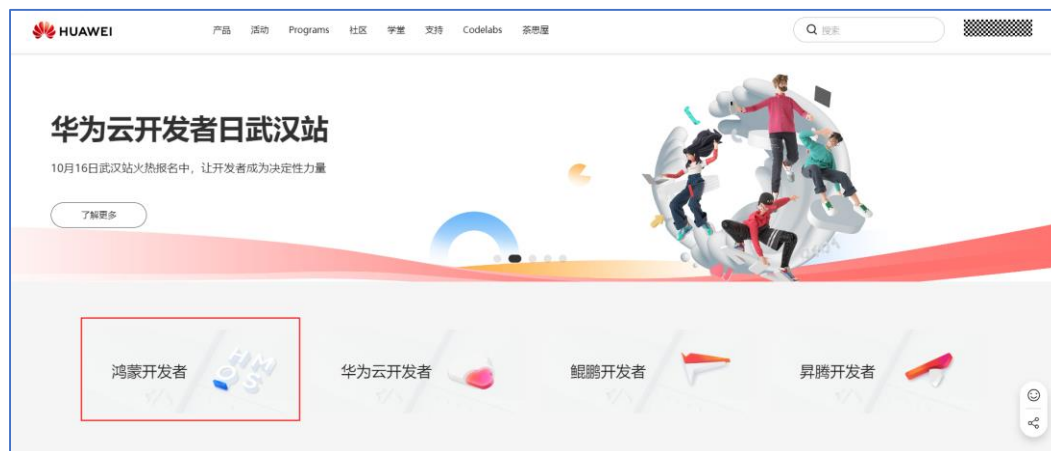 HUAWEI 产品 活动 Programs 社区 学堂 支持 Codelabs 茶思屋 搜索
华为云开发者日武汉站
10月16日武汉站火热报名中，让开发者成为决定性力量
了解更多
鸿蒙开发者 HMOS 华为云开发者 鲲鹏开发者 昇腾开发者